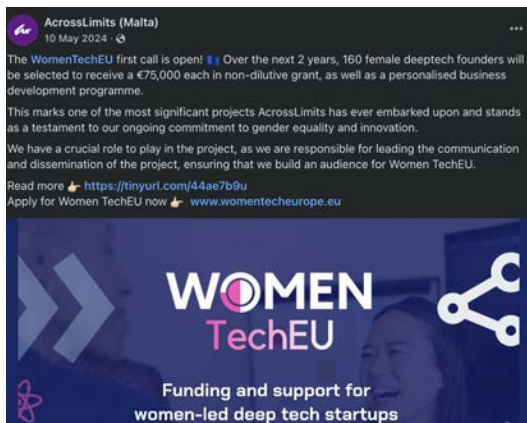 AcrossLimits (Malta)
10 May 2024 ·
The WomenTechEU first call is open! 🇪🇺 Over the next 2 years, 160 female deeptech founders will
be selected to receive a €75,000 each in non-dilutive grant, as well as a personalised business
development programme.
This marks one of the most significant projects AcrossLimits has ever embarked upon and stands
as a testament to our ongoing commitment to gender equality and innovation.
We have a crucial role to play in the project, as we are responsible for leading the communication
and dissemination of the project, ensuring that we build an audience for Women TechEU.
Read more 👉🏻 https://tinyurl.com/44ae7b9u
Apply for Women TechEU now 👉🏻 www.womentecheurope.eu
WOMEN
TechEU
Funding and support for
women-led deep tech startups